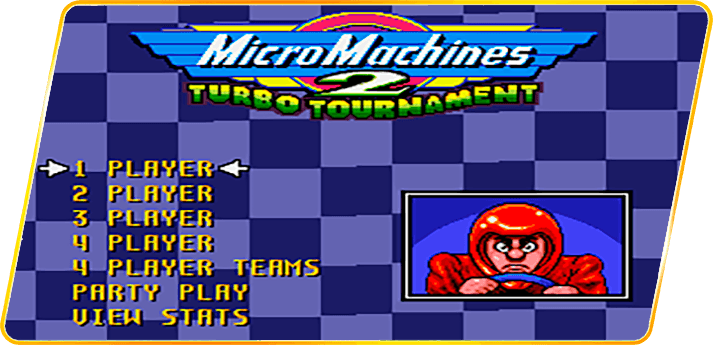 MicroMachines
2
TURBO TOURNAMENT
1 PLAYER
2 PLAYER
3 PLAYER
4 PLAYER
4 PLAYER TEAMS
PARTY PLAY
VIEW STATS